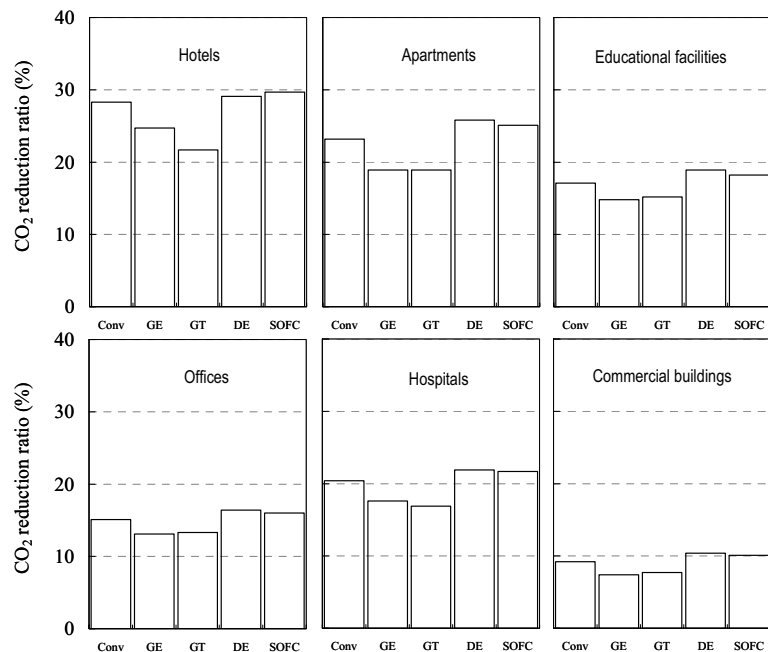 40
30
20
10
0
CO2 reduction ratio (%)
Hotels
Conv GE GT DE SOFC
Apartments
Conv GE GT DE SOFC
Educational facilities
Conv GE GT DE SOFC
40
30
20
10
0
CO2 reduction ratio (%)
Offices
Conv GE GT DE SOFC
Hospitals
Conv GE GT DE SOFC
Commercial buildings
Conv GE GT DE SOFC